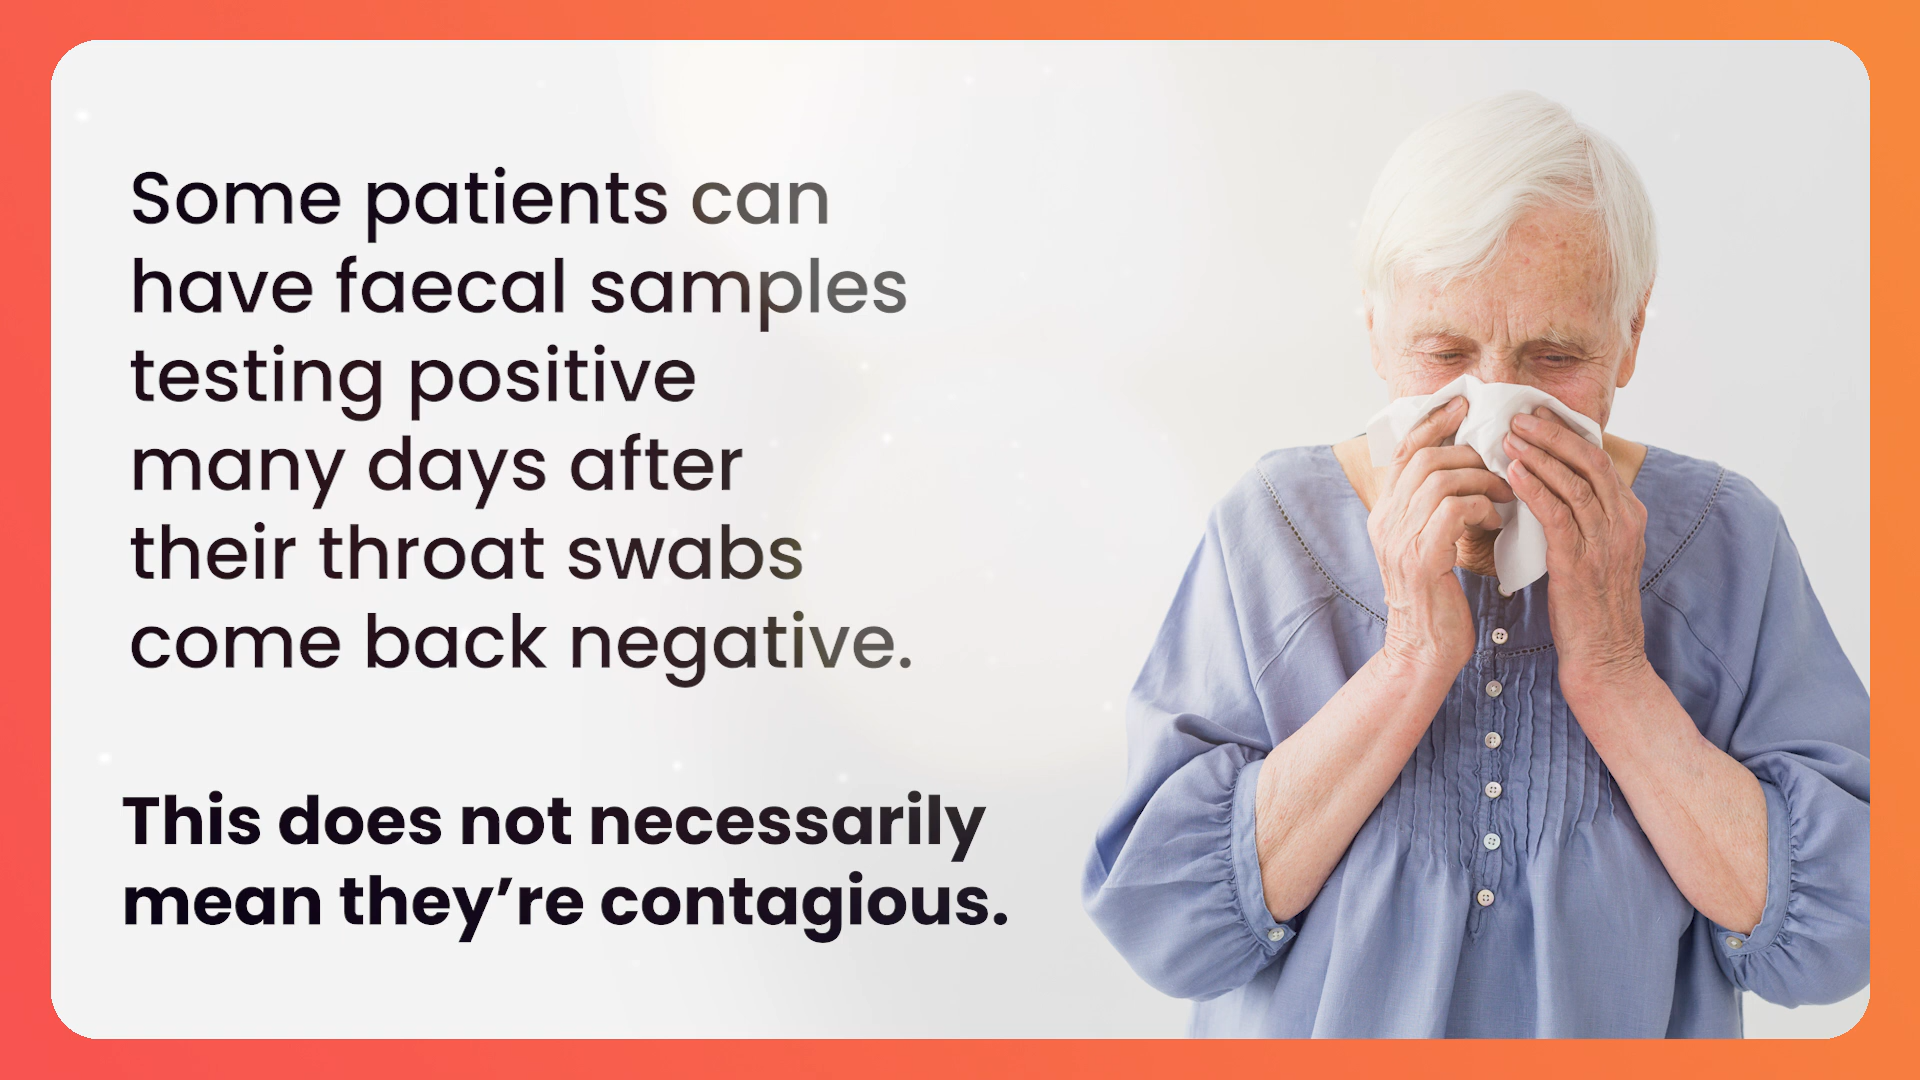 Some patients can
have faecal samples
testing positive
many days after
their throat swabs
come back negative.
This does not necessarily
mean they’re contagious.